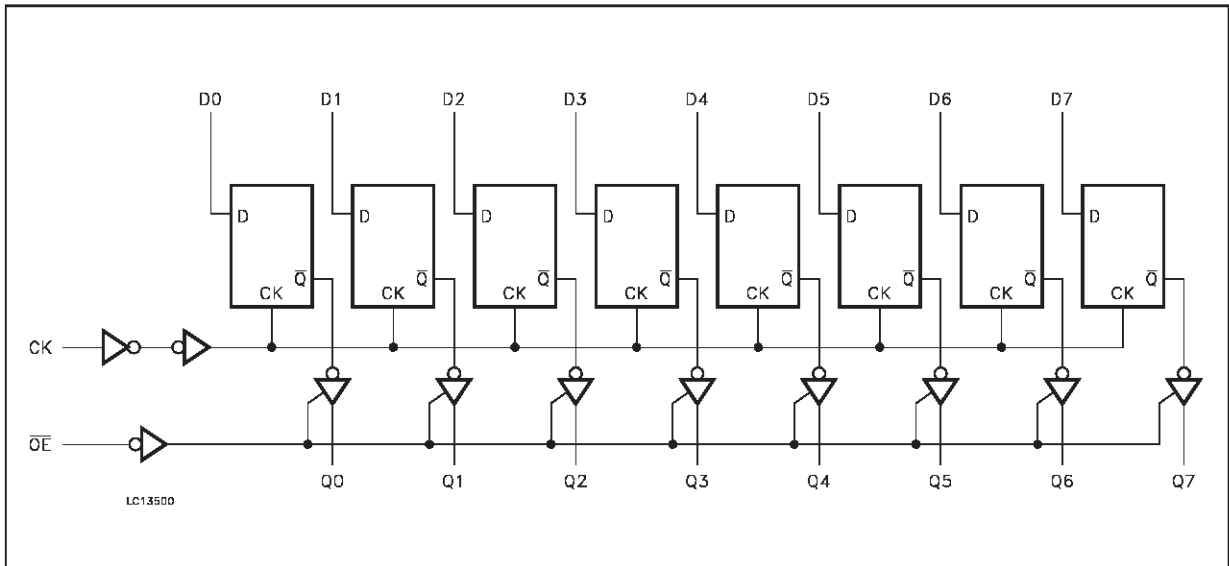 D0 D1 D2 D3 D4 D5 D6 D7
D D D D D D D D
Q̅ Q̅ Q̅ Q̅ Q̅ Q̅ Q̅ Q̅
CK CK CK CK CK CK CK CK
CK
O̅E̅
Q0 Q1 Q2 Q3 Q4 Q5 Q6 Q7
LC13500